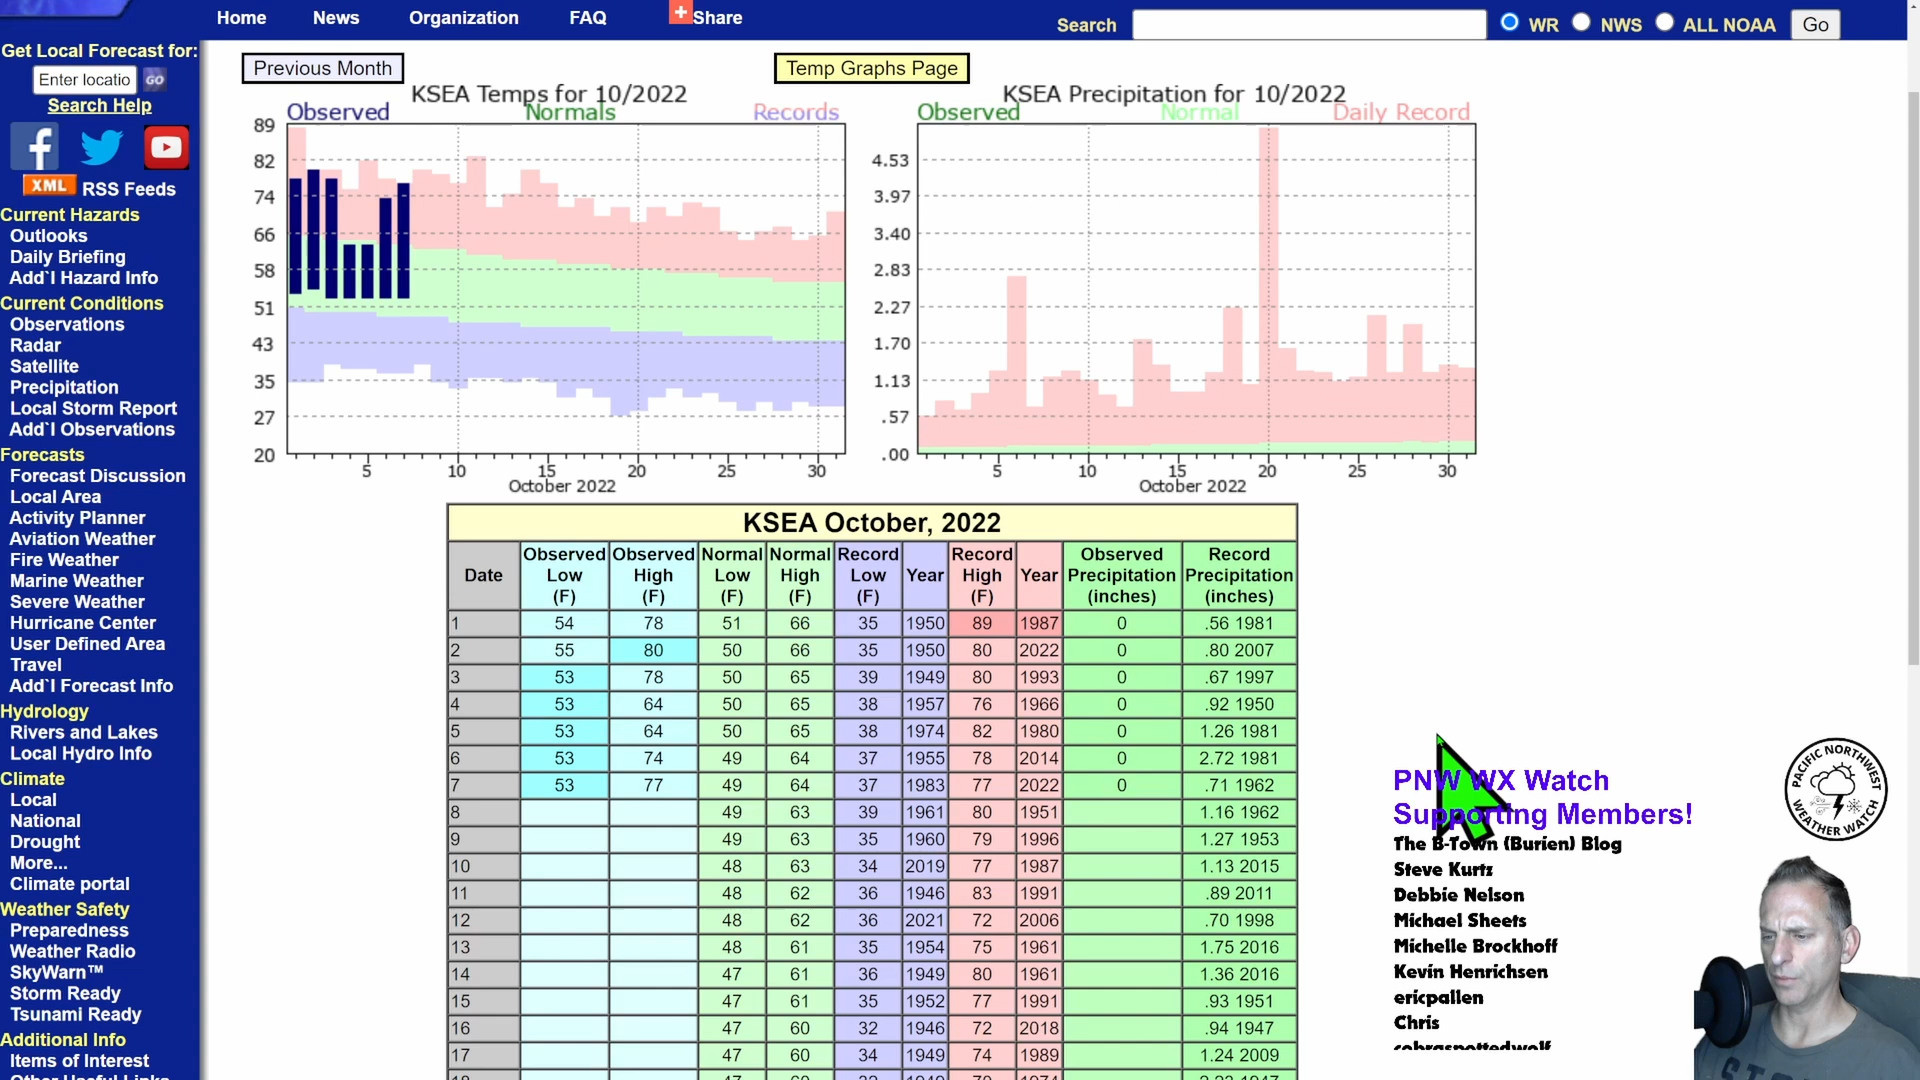 Home News Organization FAQ Share Search WR NWS ALL NOAA Go
Get Local Forecast for:
Enter locatio GO
Search Help
XML RSS Feeds
Current Hazards
Outlooks
Daily Briefing
Add`l Hazard Info
Current Conditions
Observations
Radar
Satellite
Precipitation
Local Storm Report
Add`l Observations
Forecasts
Forecast Discussion
Local Area
Activity Planner
Aviation Weather
Fire Weather
Marine Weather
Severe Weather
Hurricane Center
User Defined Area
Travel
Add`l Forecast Info
Hydrology
Rivers and Lakes
Local Hydro Info
Climate
Local
National
Drought
More...
Climate portal
Weather Safety
Preparedness
Weather Radio
SkyWarn™
Storm Ready
Tsunami Ready
Additional Info
Items of Interest
Other Useful Links
Previous Month
Temp Graphs Page
KSEA Temps for 10/2022
Observed Normals Records
89
82
74
66
58
51
43
35
27
20
5 10 15 20 25 30
October 2022
KSEA Precipitation for 10/2022
Observed Normal Daily Record
4.53
3.97
3.40
2.83
2.27
1.70
1.13
.57
.00
5 10 15 20 25 30
October 2022
KSEA October, 2022
Date Observed Low (F) Observed High (F) Normal Low (F) Normal High (F) Record Low (F) Year Record High (F) Year Observed Precipitation (inches) Record Precipitation (inches)
1 54 78 51 66 35 1950 89 1987 0 .56 1981
2 55 80 50 66 35 1950 80 2022 0 .80 2007
3 53 78 50 65 39 1949 80 1993 0 .67 1997
4 53 64 50 65 38 1957 76 1966 0 .92 1950
5 53 64 50 65 38 1974 82 1980 0 1.26 1981
6 53 74 49 64 37 1955 78 2014 0 2.72 1981
7 53 77 49 64 37 1983 77 2022 0 .71 1962
8 49 63 39 1961 80 1951 1.16 1962
9 49 63 35 1960 79 1996 1.27 1953
10 48 63 34 2019 77 1987 1.13 2015
11 48 62 36 1946 83 1991 .89 2011
12 48 62 36 2021 72 2006 .70 1998
13 48 61 35 1954 75 1961 1.75 2016
14 47 61 36 1949 80 1961 1.36 2016
15 47 61 35 1952 77 1991 .93 1951
16 47 60 32 1946 72 2018 .94 1947
17 47 60 34 1949 74 1989 1.24 2009
PNW WX Watch
Supporting Members!
The B-Town (Burien) Blog
Steve Kurtz
Debbie Nelson
Michael Sheets
Michelle Brockhoff
Kevin Henrichsen
ericpallen
Chris
cobraspottedwolf
PACIFIC NORTHWEST
WEATHER WATCH